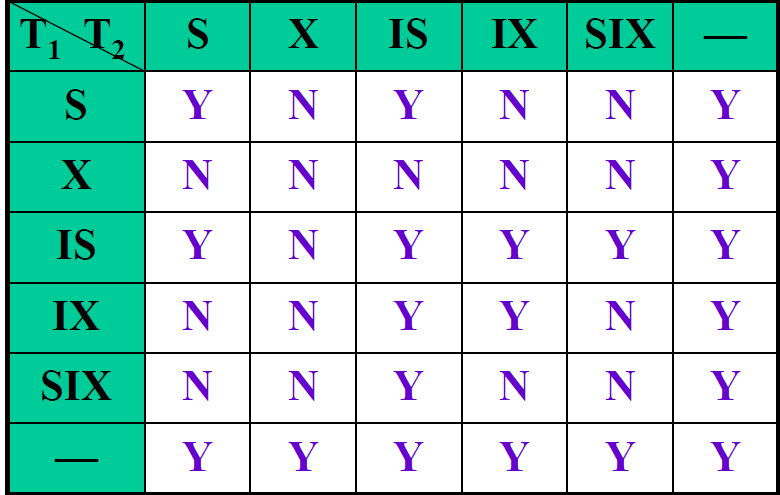 T₁ T₂ S X IS IX SIX —
S Y N Y N N Y
X N N N N N Y
IS Y N Y Y Y Y
IX N N Y Y N Y
SIX N N Y N N Y
— Y Y Y Y Y Y